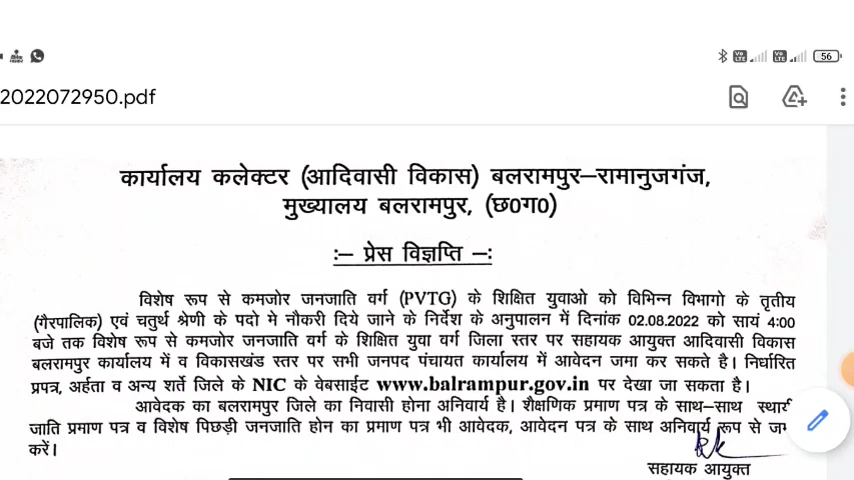 56
2022072950.pdf
कार्यालय कलेक्टर (आदिवासी विकास) बलरामपुर–रामानुजगंज,
मुख्यालय बलरामपुर, (छ0ग0)
:– प्रेस विज्ञप्ति –:
विशेष रूप से कमजोर जनजाति वर्ग (PVTG) के शिक्षित युवाओ को विभिन्न विभागो के तृतीय
(गैरपालिक) एवं चतुर्थ श्रेणी के पदो मे नौकरी दिये जाने के निर्देश के अनुपालन में दिनांक 02.08.2022 को सायं 4:00
बजे तक विशेष रूप से कमजोर जनजाति वर्ग के शिक्षित युवा वर्ग जिला स्तर पर सहायक आयुक्त आदिवासी विकास
बलरामपुर कार्यालय में व विकासखंड स्तर पर सभी जनपद पंचायत कार्यालय में आवेदन जमा कर सकते है। निर्धारित
प्रपत्र, अर्हता व अन्य शर्ते जिले के NIC के वेबसाईट www.balrampur.gov.in पर देखा जा सकता है।
आवेदक का बलरामपुर जिले का निवासी होना अनिवार्य है। शैक्षणिक प्रमाण पत्र के साथ–साथ
जाति प्रमाण पत्र व विशेष पिछड़ी जनजाति होन का प्रमाण पत्र भी आवेदक, आवेदन पत्र के साथ अनिवार्य रूप से
करें।
सहायक आयुक्त